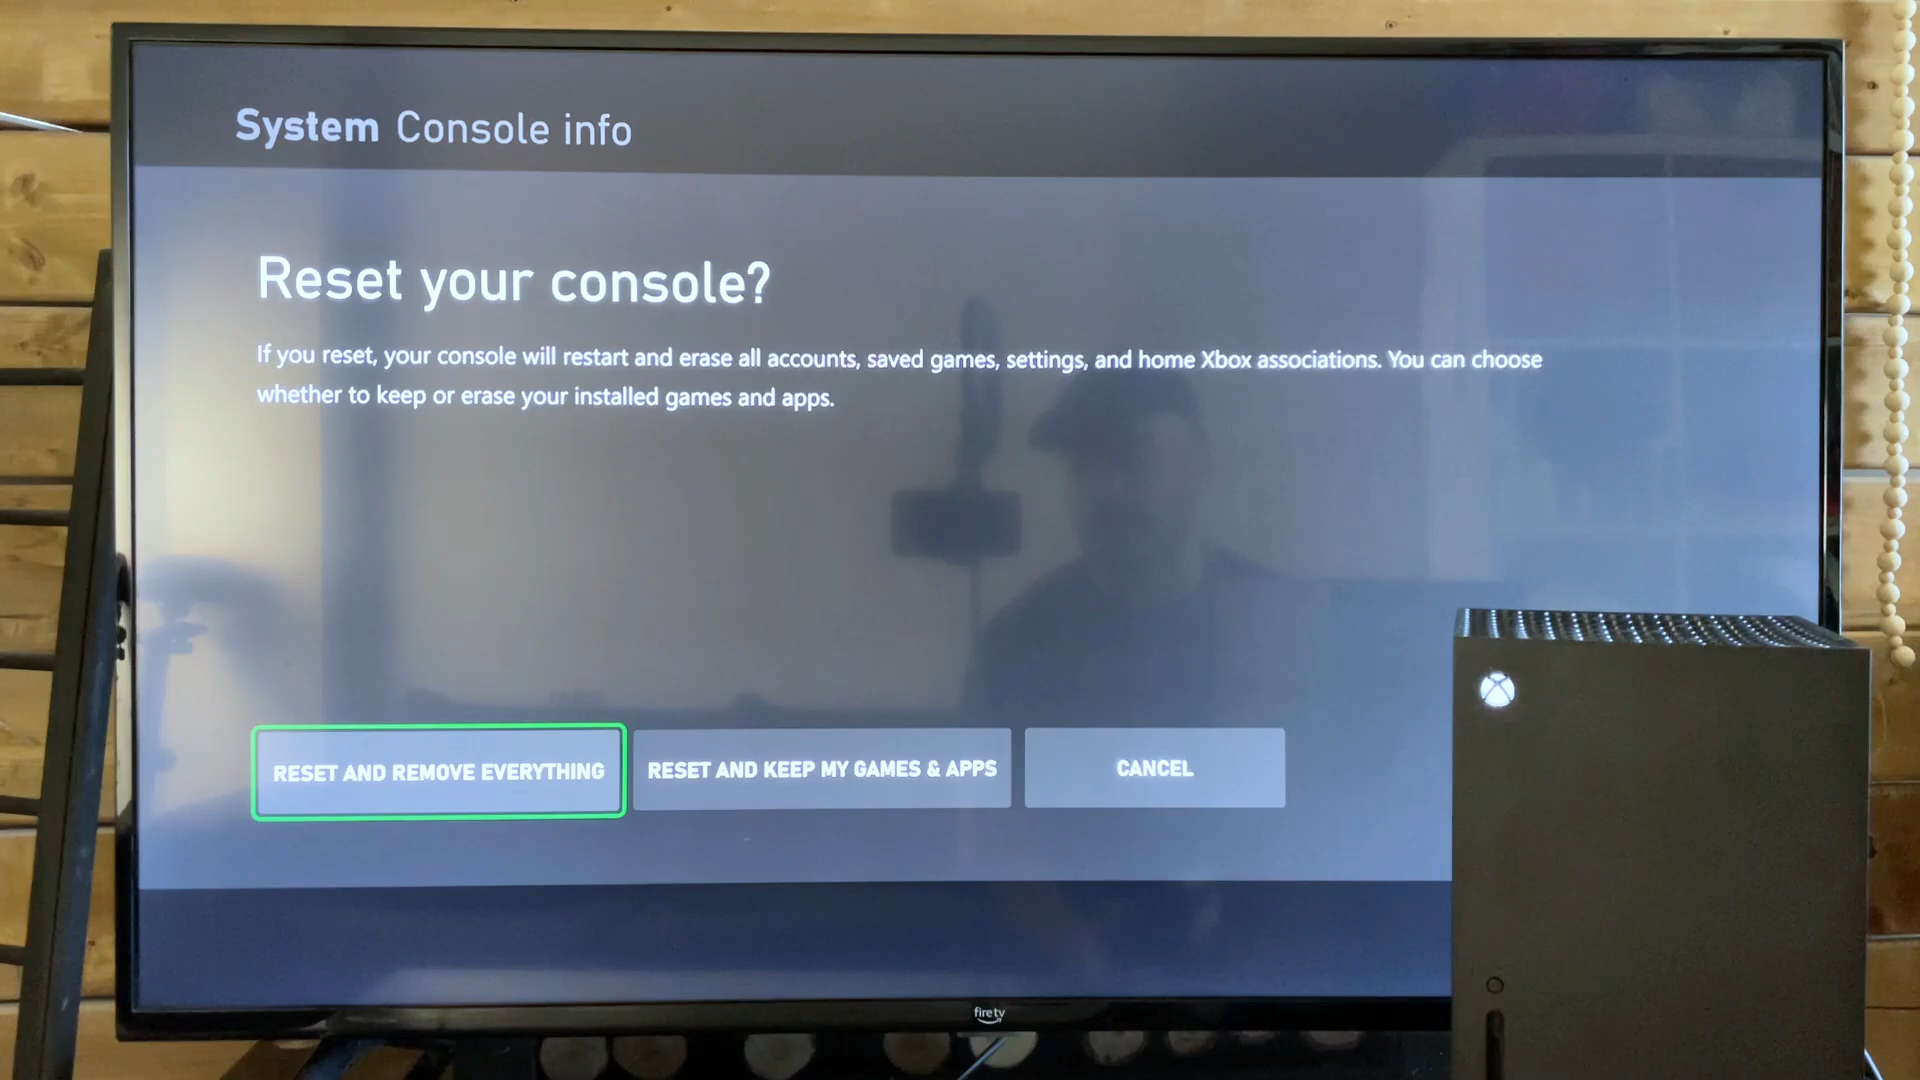 System Console info
Reset your console?
If you reset, your console will restart and erase all accounts, saved games, settings, and home Xbox associations. You can choose
whether to keep or erase your installed games and apps.
RESET AND REMOVE EVERYTHING
RESET AND KEEP MY GAMES & APPS
CANCEL
fire tv